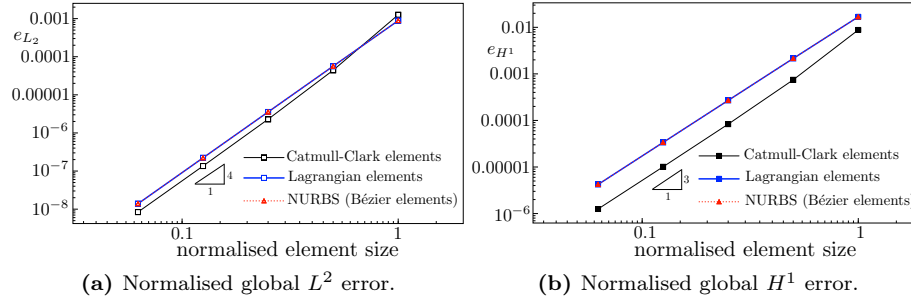 0.001
e_{L_2}
0.0001
0.00001
10^{-6}
10^{-7}
10^{-8}
Catmull-Clark elements
Lagrangian elements
NURBS (Bézier elements)
4
1
0.1
1
normalised element size
(a) Normalised global L^2 error.
0.01
e_{H^1}
0.001
0.0001
0.00001
10^{-6}
Catmull-Clark elements
Lagrangian elements
NURBS (Bézier elements)
3
1
0.1
1
normalised element size
(b) Normalised global H^1 error.